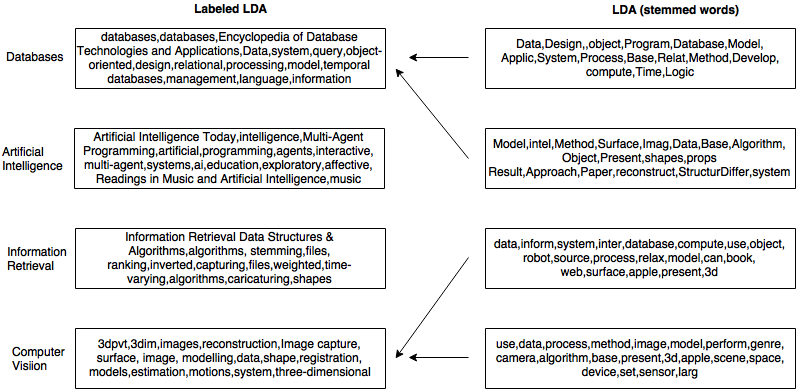 Labeled LDA
LDA (stemmed words)
Databases
databases,databases,Encyclopedia of Database
Technologies and Applications,Data,system,query,object-
oriented,design,relational,processing,model,temporal
databases,management,language,information
Data,Design,,object,Program,Database,Model,
Applic,System,Process,Base,Relat,Method,Develop,
compute,Time,Logic
Artificial
Intelligence
Artificial Intelligence Today,intelligence,Multi-Agent
Programming,artificial,programming,agents,interactive,
multi-agent,systems,ai,education,exploratory,affective,
Readings in Music and Artificial Intelligence,music
Model,intel,Method,Surface,Imag,Data,Base,Algorithm,
Object,Present,shapes,props
Result,Approach,Paper,reconstruct,StructurDiffer,system
Information
Retrieval
Information Retrieval Data Structures &
Algorithms,algorithms, stemming,files,
ranking,inverted,capturing,files,weighted,time-
varying,algorithms,caricaturing,shapes
data,inform,system,inter,database,compute,use,object,
robot,source,process,relax,model,can,book,
web,surface,apple,present,3d
Computer
Vission
3dpvt,3dim,images,reconstruction,Image capture,
surface, image, modelling,data,shape,registration,
models,estimation,motions,system,three-dimensional
use,data,process,method,image,model,perform,genre,
camera,algorithm,base,present,3d,apple,scene,space,
device,set,sensor,larg